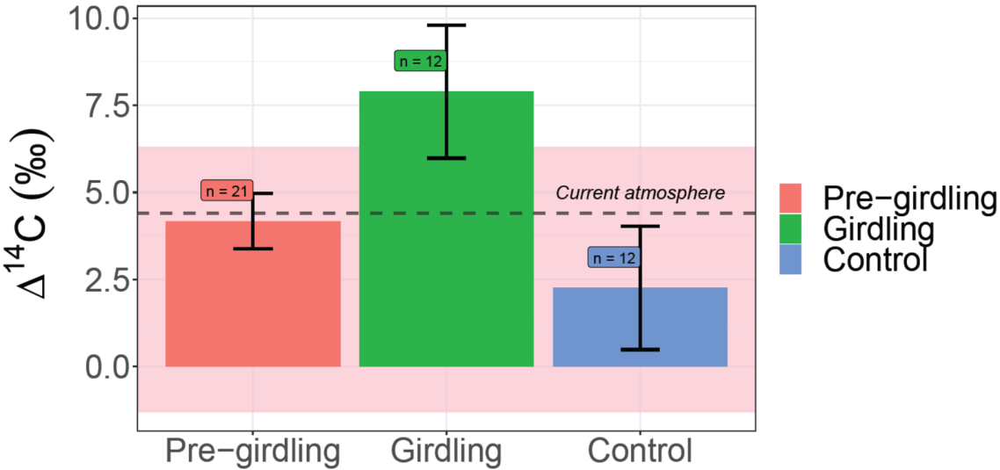 Δ¹⁴C (‰)
10.0
7.5
5.0
2.5
0.0
n = 21
n = 12
n = 12
Current atmosphere
Pre−girdling
Girdling
Control
Pre−girdling
Girdling
Control